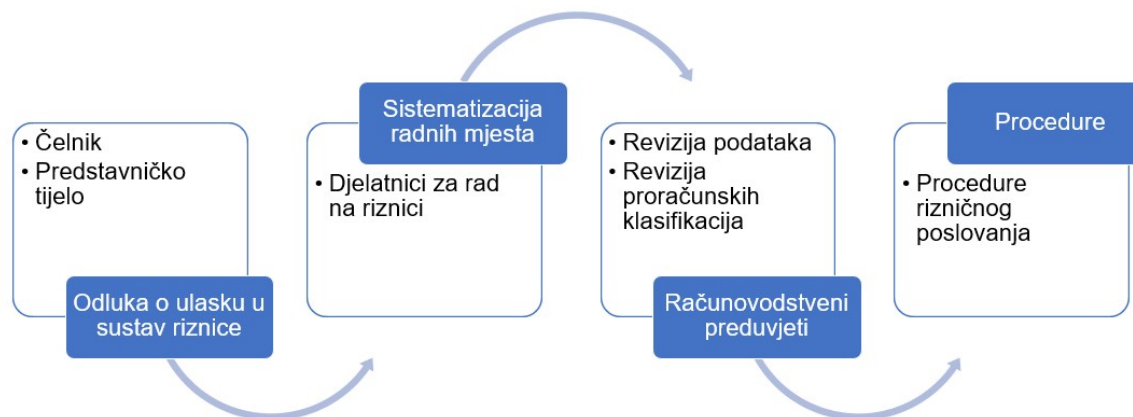 • Čelnik
• Predstavničko
tijelo
Odluka o ulasku u
sustav riznice
Sistematizacija
radnih mjesta
• Djelatnici za rad
na riznici
• Revizija podataka
• Revizija
proračunskih
klasifikacija
Računovodstveni
preduvjeti
Procedure
• Procedure
rizničnog
poslovanja